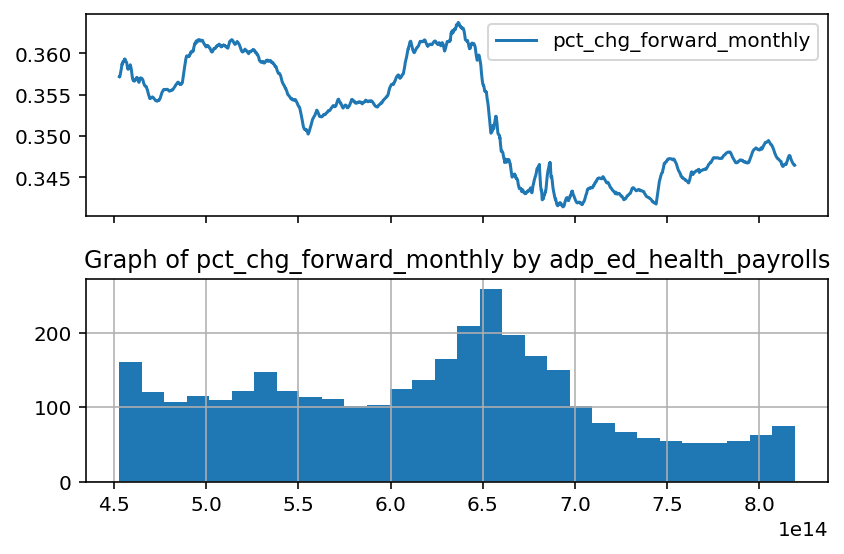 0.360
0.355
0.350
0.345
pct_chg_forward_monthly
Graph of pct_chg_forward_monthly by adp_ed_health_payrolls
200
100
0
4.5 5.0 5.5 6.0 6.5 7.0 7.5 8.0
1e14